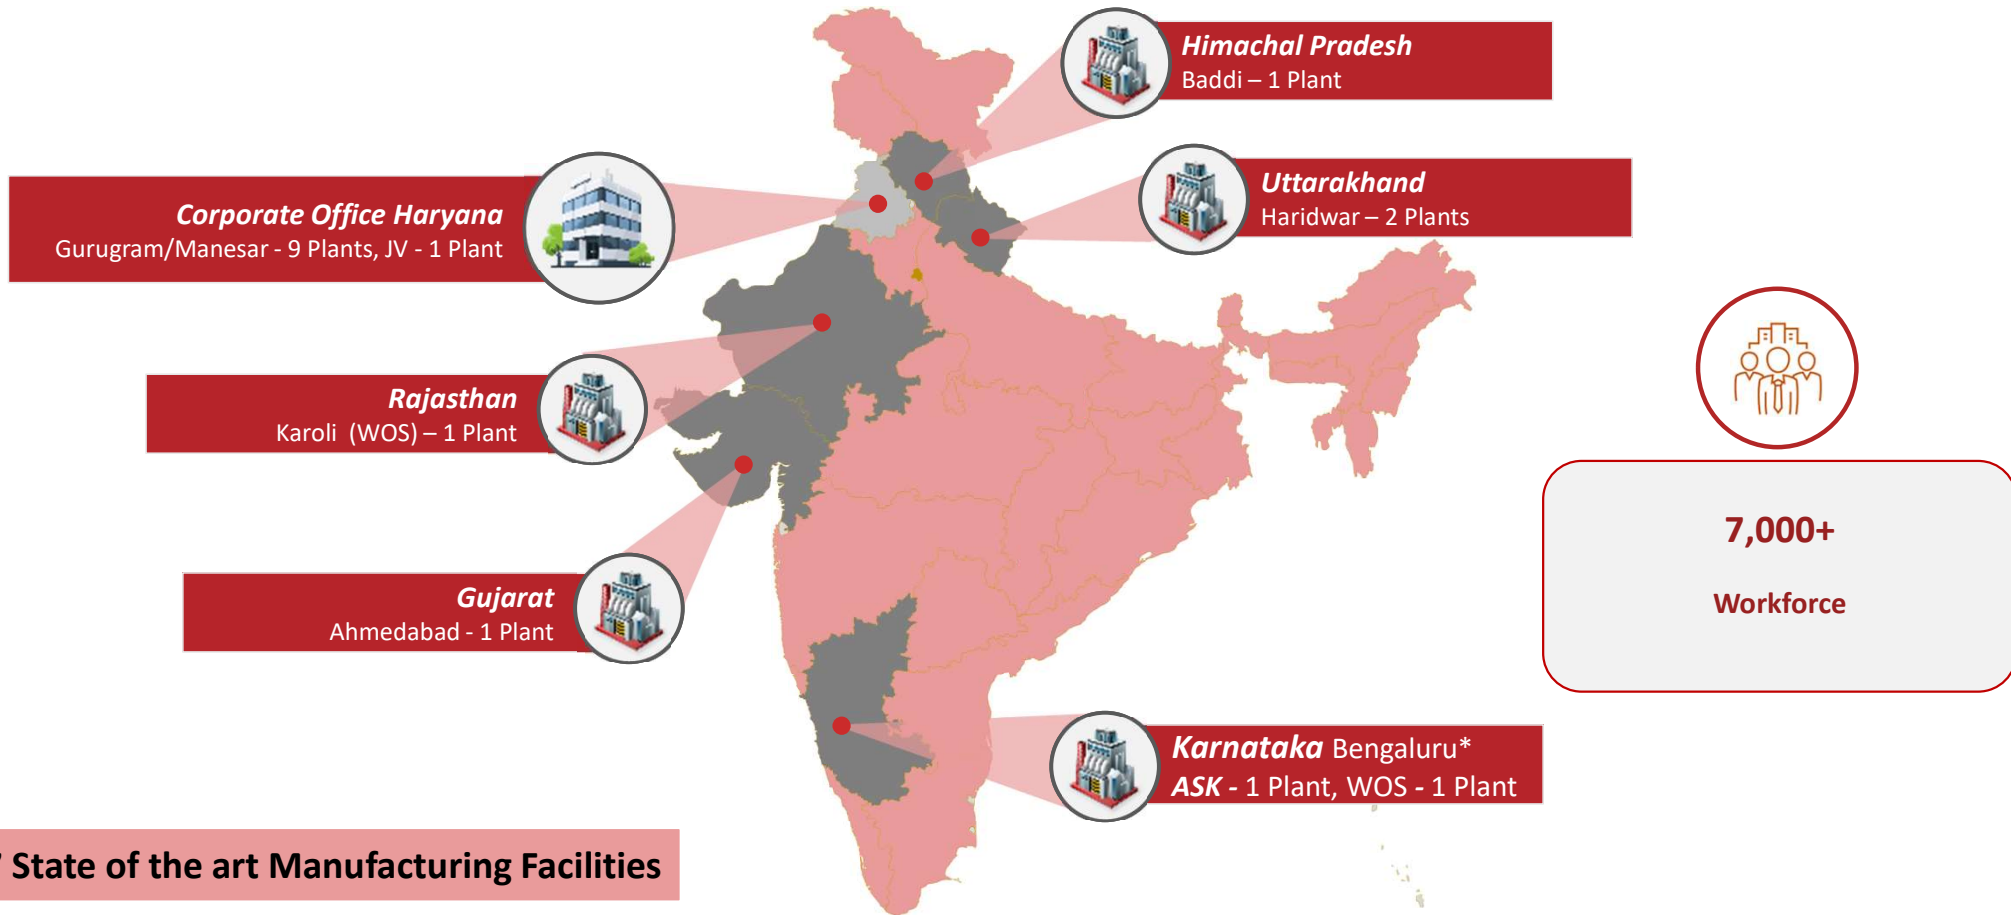 Himachal Pradesh
Baddi – 1 Plant
Corporate Office Haryana
Gurugram/Manesar - 9 Plants, JV - 1 Plant
Uttarakhand
Haridwar – 2 Plants
Rajasthan
Karoli (WOS) – 1 Plant
7,000+
Workforce
Gujarat
Ahmedabad - 1 Plant
Karnataka Bengaluru*
ASK - 1 Plant, WOS - 1 Plant
State of the art Manufacturing Facilities